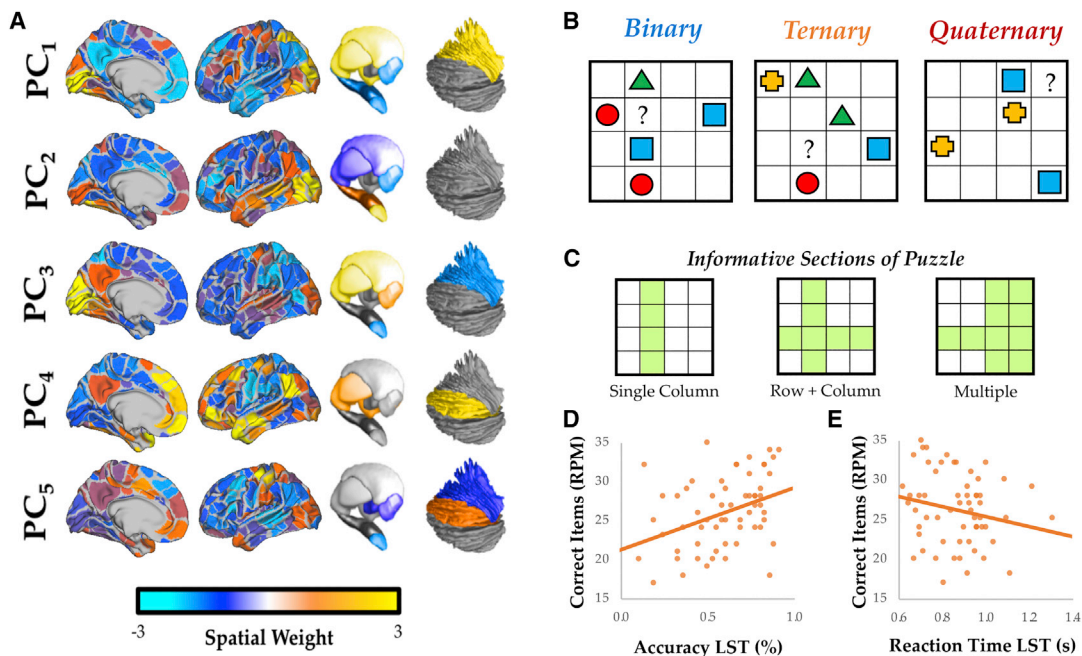 A
PC1
PC2
PC3
PC4
PC5
-3
3
Spatial Weight
B
Binary
Ternary
Quaternary
?
?
?
C
Informative Sections of Puzzle
Single Column
Row + Column
Multiple
D
Correct Items (RPM)
35
30
25
20
15
0.0
0.5
1.0
Accuracy LST (%)
E
Correct Items (RPM)
35
30
25
20
15
0.6
0.8
1.0
1.2
1.4
Reaction Time LST (s)